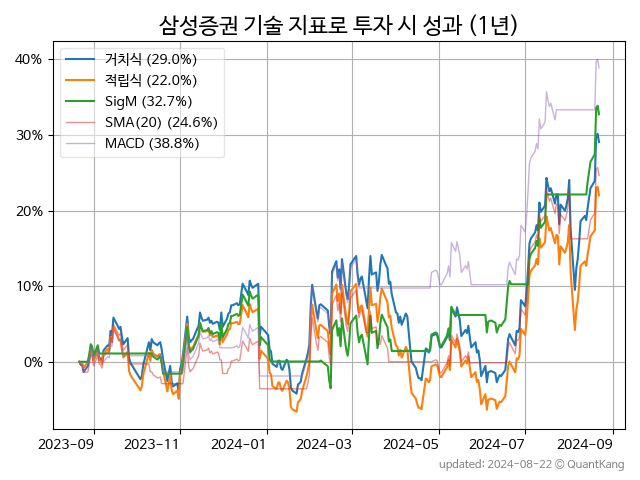 삼성증권 기술 지표로 투자 시 성과 (1년)
40%
30%
20%
10%
0%
거치식 (29.0%)
적립식 (22.0%)
SigM (32.7%)
SMA(20) (24.6%)
MACD (38.8%)
2023-09 2023-11 2024-01 2024-03 2024-05 2024-07 2024-09
updated: 2024-08-22 © QuantKang